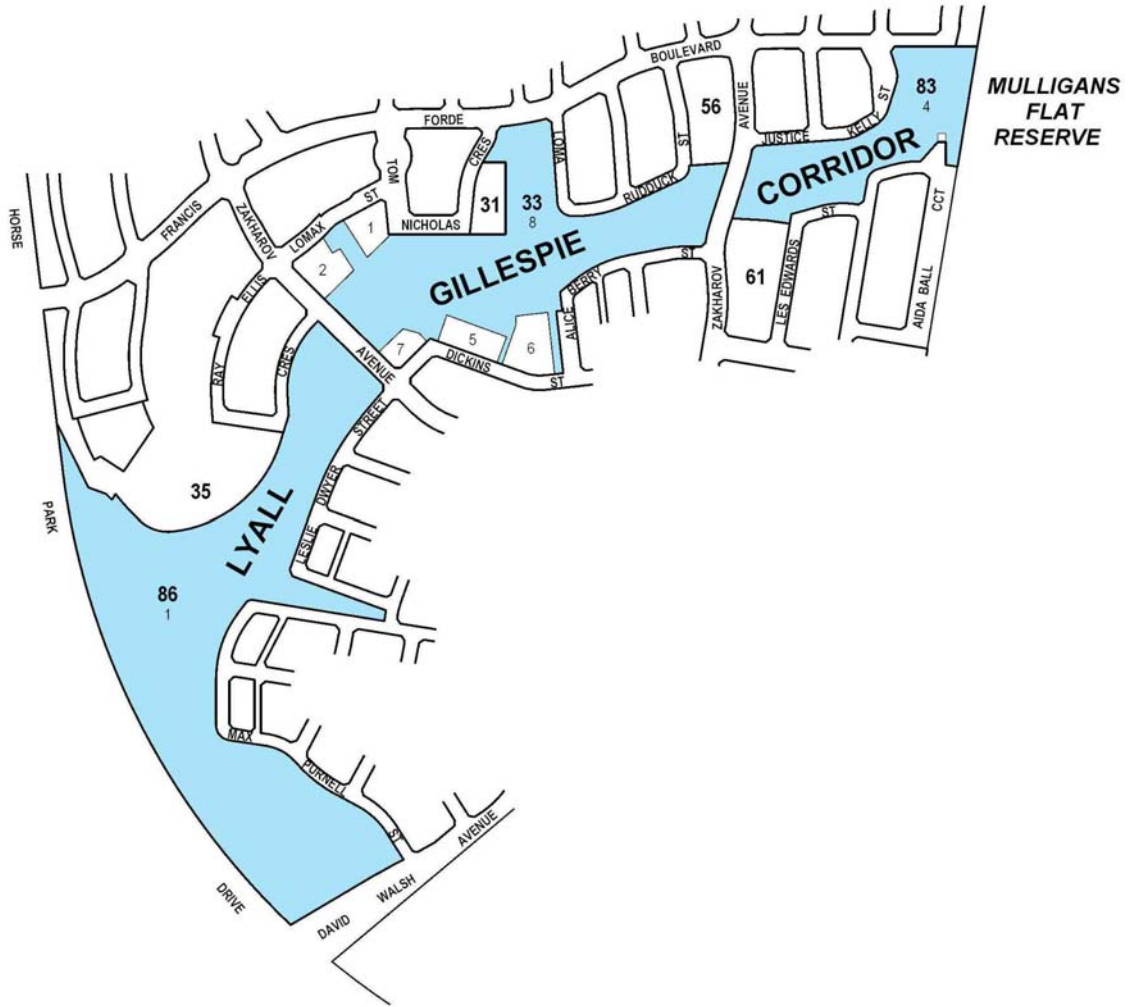 BOULEVARD
FORDE
56
AVENUE
83
4
MULLIGANS
FLAT
RESERVE
KELLY
ST
JUSTICE
CORRIDOR
TOM
CRES
LOMA
ST
RUDDUCK
31
33
8
NICHOLAS
LOMAX
ST
1
2
HORSE
FRANCIS
ZAKHAROV
ELLIS
RAY
CRES
GILLESPIE
BERRY
ST
ALICE
ZAKHAROV
61
LES EDWARDS
ST
AIDA BALL
CCT
AVENUE
7
5
6
DICKINS
ST
STREET
DWYER
LESLIE
35
LYALL
PARK
86
1
MAX
PURNELL
ST
DRIVE
DAVID
WALSH
AVENUE